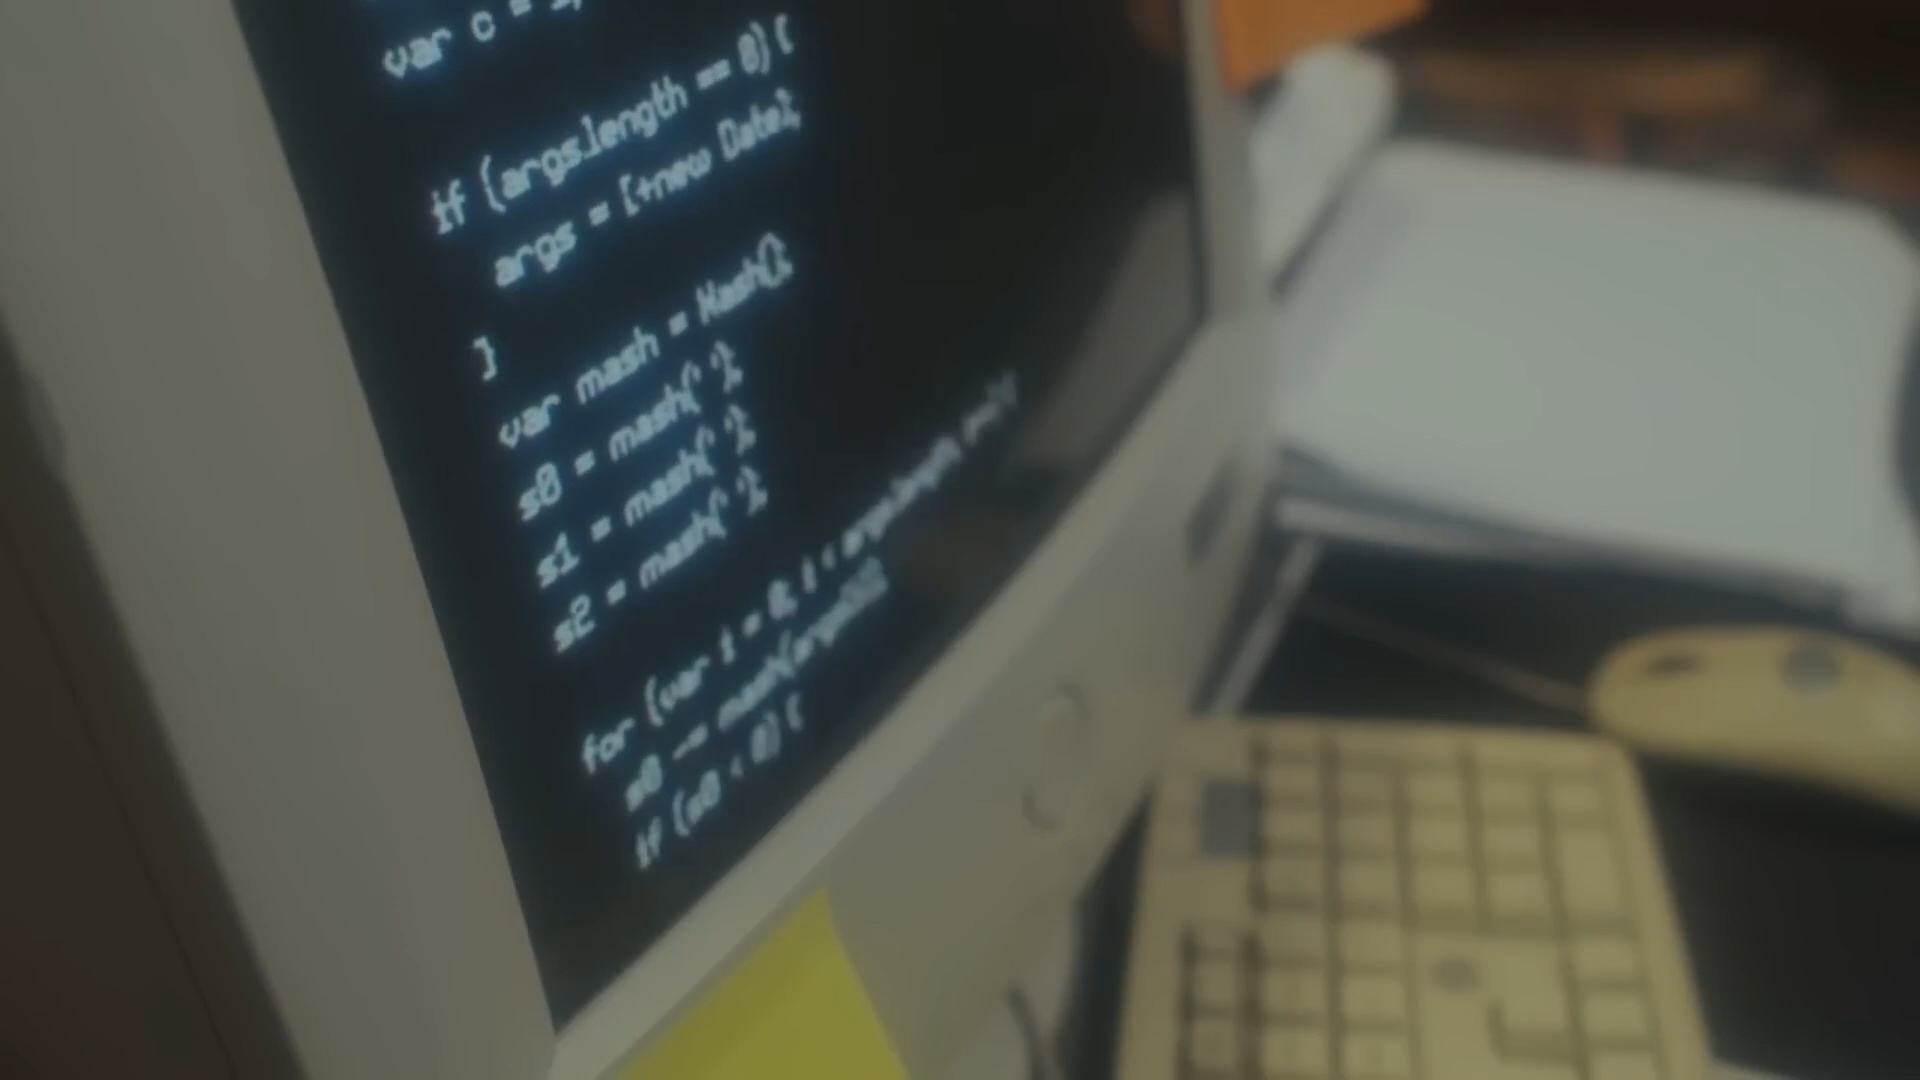 var c = 1;
if (args.length == 0) {
args = [+new Date];
}
var mash = Mash();
s0 = mash(' ');
s1 = mash(' ');
s2 = mash(' ');
for (var i = 0; i < args.length; i++) {
s0 -= mash(args[i]);
if (s0 < 0) {